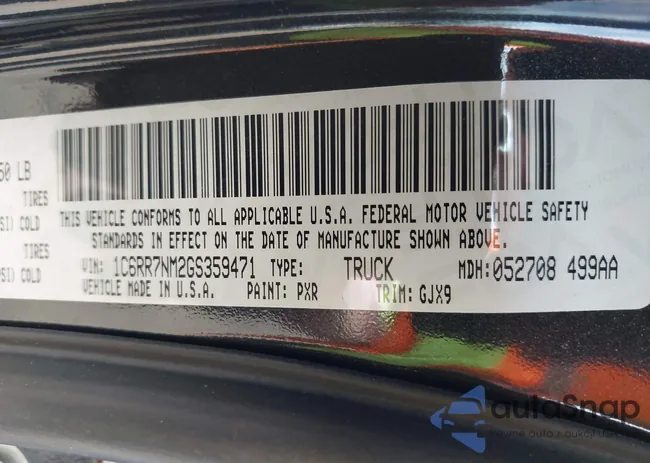 50 LB
TIRES
SI) COLD
TIRES
SI) COLD
THIS VEHICLE CONFORMS TO ALL APPLICABLE U.S.A. FEDERAL MOTOR VEHICLE SAFETY
STANDARDS IN EFFECT ON THE DATE OF MANUFACTURE SHOWN ABOVE.
VIN: 1C6RR7NM2GS359471 TYPE: TRUCK MDH:052708 499AA
VEHICLE MADE IN U.S.A. PAINT: PXR TRIM: GJX9
autoSnap